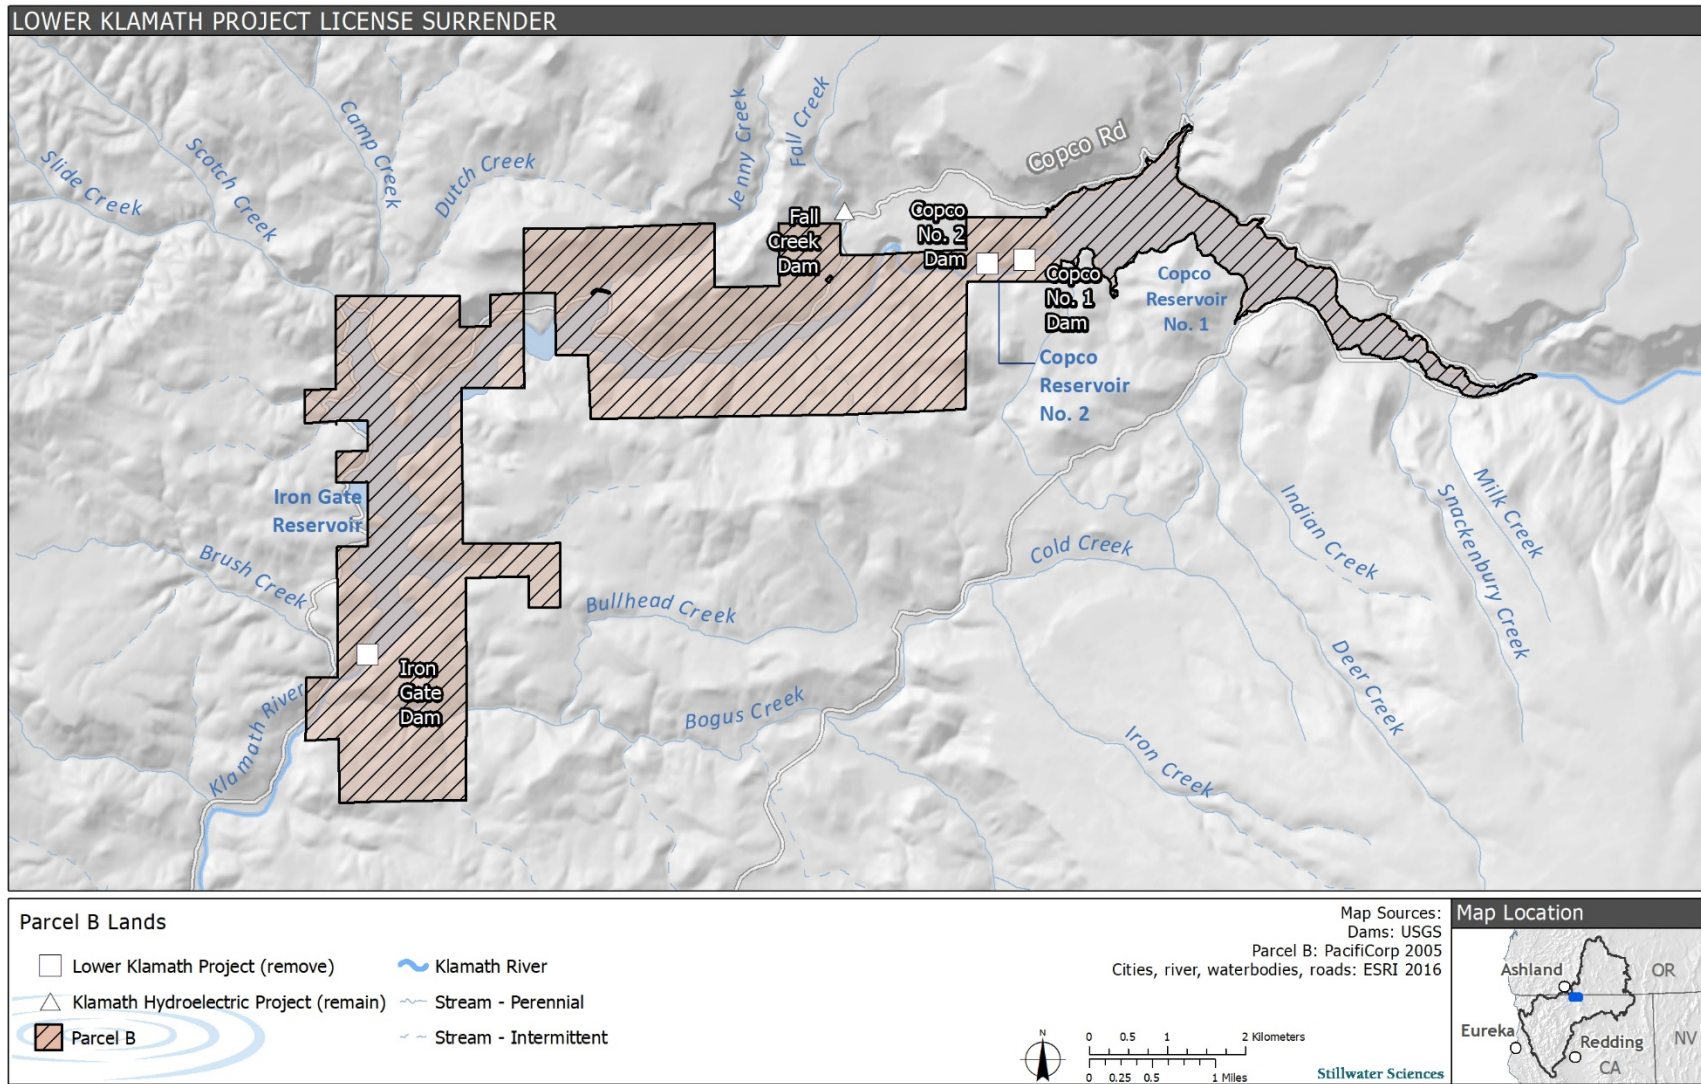 LOWER KLAMATH PROJECT LICENSE SURRENDER
Slide Creek
Scotch Creek
Camp Creek
Dutch Creek
Jenny Creek
Fall Creek
Copco Rd
Fall
Creek
Dam
Copco
No. 2
Dam
Copco
No. 1
Dam
Copco
Reservoir
No. 1
Copco
Reservoir
No. 2
Iron Gate
Reservoir
Brush Creek
Klamath River
Iron
Gate
Dam
Bullhead Creek
Bogus Creek
Cold Creek
Indian Creek
Deer Creek
Iron Creek
Snackenbury Creek
Milk Creek
Parcel B Lands
Lower Klamath Project (remove)
Klamath Hydroelectric Project (remain)
Parcel B
Klamath River
Stream - Perennial
Stream - Intermittent
Map Sources:
Dams: USGS
Parcel B: PacifiCorp 2005
Cities, river, waterbodies, roads: ESRI 2016
N
0 0.5 1 2 Kilometers
0 0.25 0.5 1 Miles
Stillwater Sciences
Map Location
Ashland
OR
Eureka
Redding
CA
NV